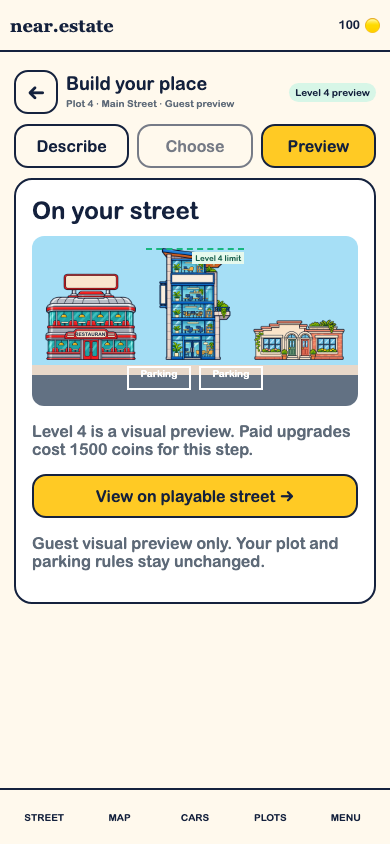 near.estate
100
Build your place
Plot 4 · Main Street · Guest preview
Level 4 preview
Describe
Choose
Preview
On your street
Level 4 limit
RESTAURAN
Parking
Parking
Level 4 is a visual preview. Paid upgrades
cost 1500 coins for this step.
View on playable street →
Guest visual preview only. Your plot and
parking rules stay unchanged.
STREET
MAP
CARS
PLOTS
MENU